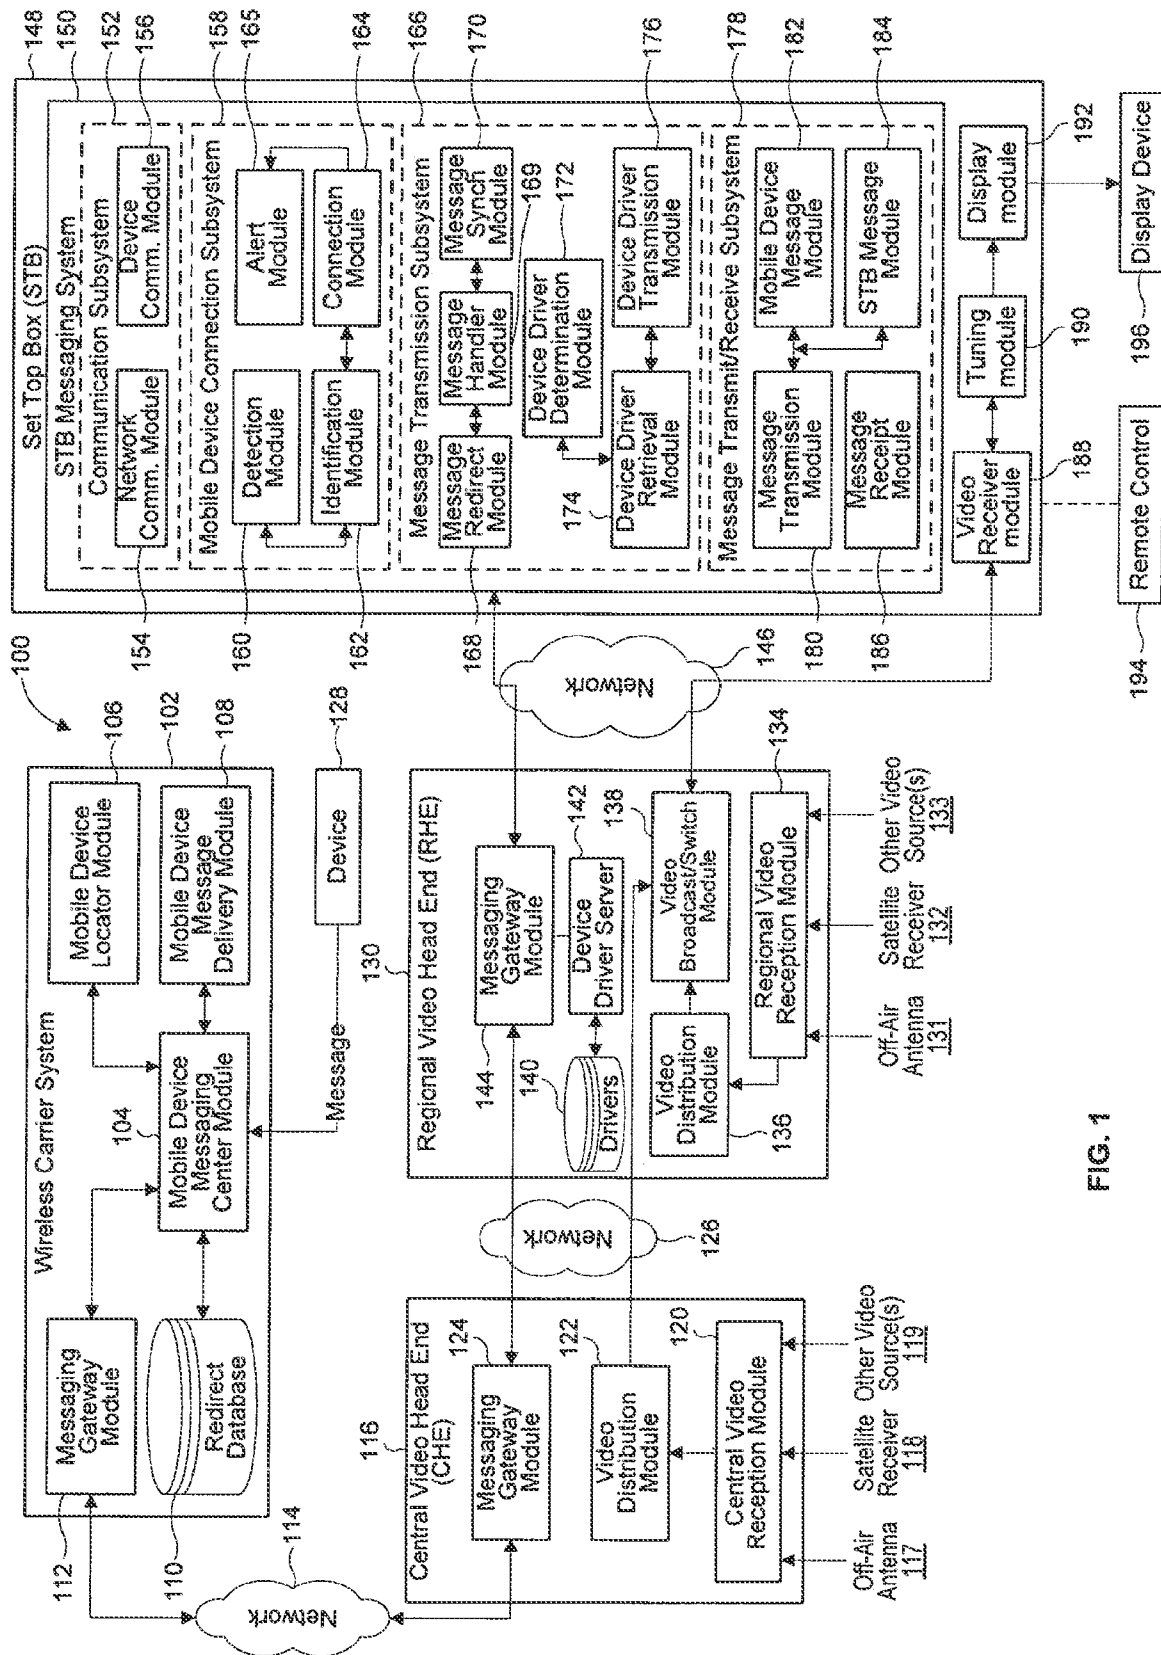 100
Wireless Carrier System
102
Messaging
Gateway
Module
112
Redirect
Database
110
104
Mobile Device
Messaging
Center Module
Mobile Device
Locator Module
106
Mobile Device
Message
Delivery Module
108
Message
Device
128
Network
114
Central Video Head End
(CHE)
116
Messaging
Gateway
Module
124
Video
Distribution
Module
122
Central Video
Reception Module
120
Off-Air
Antenna
117
Satellite
Receiver
118
Other Video
Source(s)
119
Network
126
Regional Video Head End (RHE)
130
Messaging
Gateway
Module
144
Device
Driver Server
142
Drivers
140
Video
Distribution
Module
136
Video
Broadcast/Switch
Module
138
Regional Video
Reception Module
134
Off-Air
Antenna
131
Satellite
Receiver
132
Other Video
Source(s)
133
Network
146
Set Top Box (STB)
148
STB Messaging System
150
Communication Subsystem
152
Network
Comm. Module
154
Device
Comm. Module
156
Mobile Device Connection Subsystem
158
Detection
Module
160
Alert
Module
165
Identification
Module
162
Connection
Module
164
Message Transmission Subsystem
166
Message
Redirect
Module
168
Message
Handler
Module
169
Message
Synch
Module
170
Device Driver
Determination
Module
172
174
Device Driver
Retrieval
Module
Device Driver
Transmission
Module
176
Message Transmit/Receive Subsystem
178
Message
Transmission
Module
180
Mobile Device
Message
Module
182
Message
Receipt
Module
186
STB Message
Module
184
Video
Receiver
module
188
Tuning
module
190
Display
module
192
Remote Control
194
Display Device
196
FIG. 1